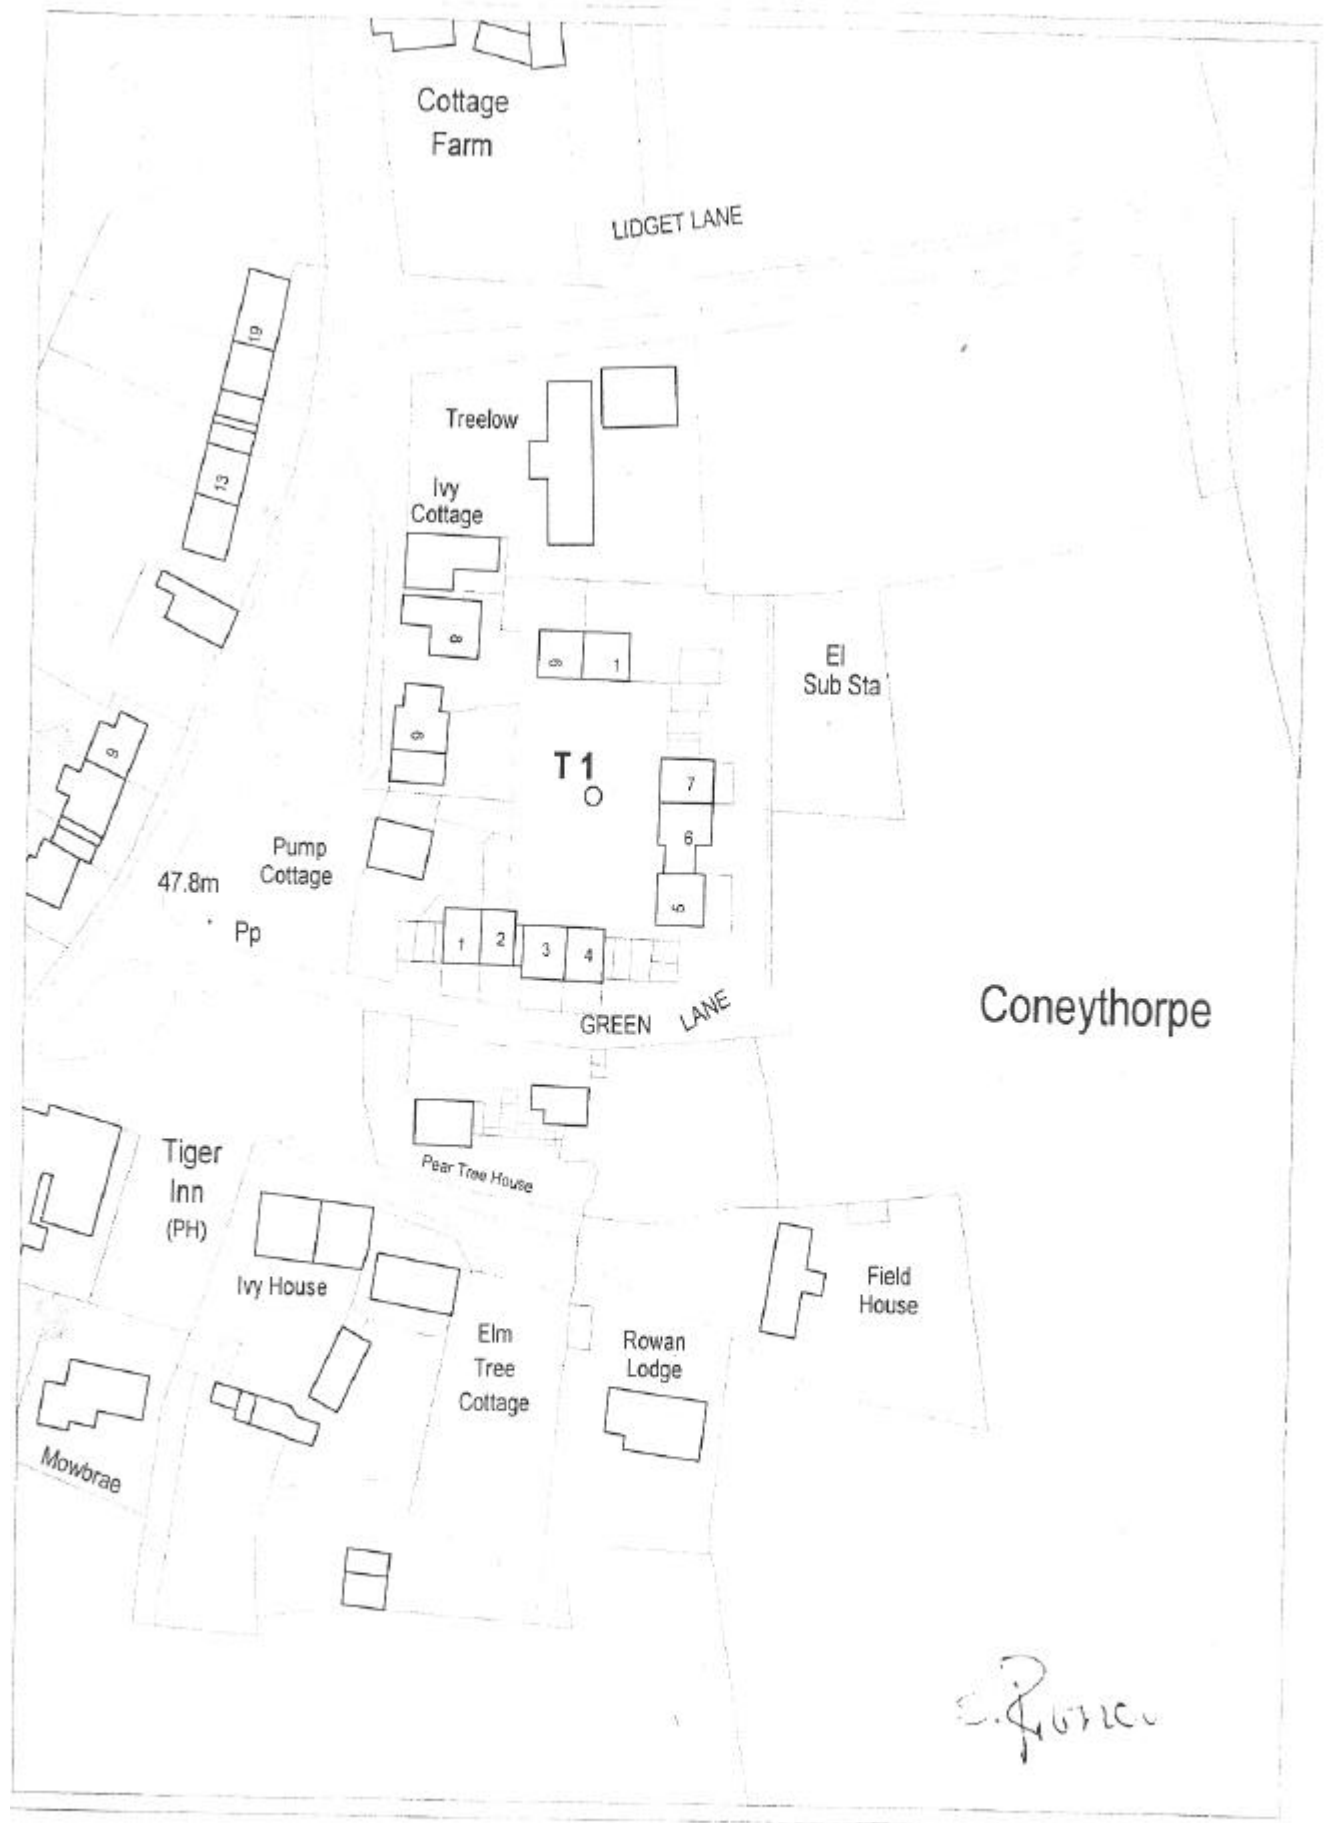 Cottage
Farm
LIDGET LANE
19
Treelow
13
Ivy
Cottage
8
9
1
El
Sub Sta
9
9
T 1
7
6
Pump
Cottage
47.8m
5
Pp
1
2
3
4
GREEN LANE
Coneythorpe
Tiger
Inn
(PH)
Pear Tree House
Ivy House
Field
House
Elm
Tree
Cottage
Rowan
Lodge
Mowbrae